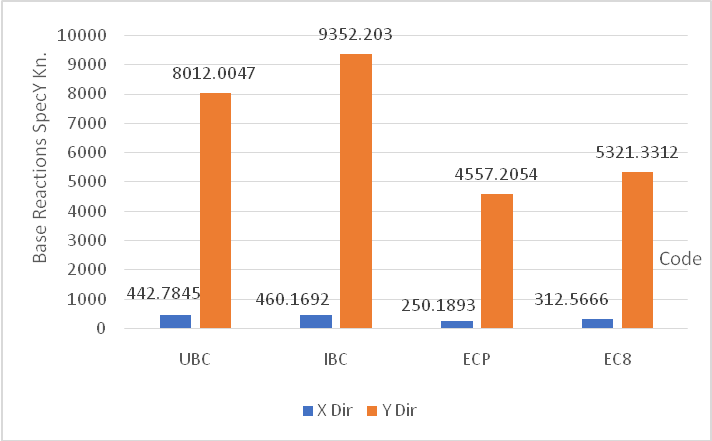 Base Reactions SpecY Kn.
10000
9000
8000
7000
6000
5000
4000
3000
2000
1000
0
8012.0047
9352.203
4557.2054
5321.3312
442.7845
460.1692
250.1893
312.5666
Code
UBC
IBC
ECP
EC8
X Dir Y Dir